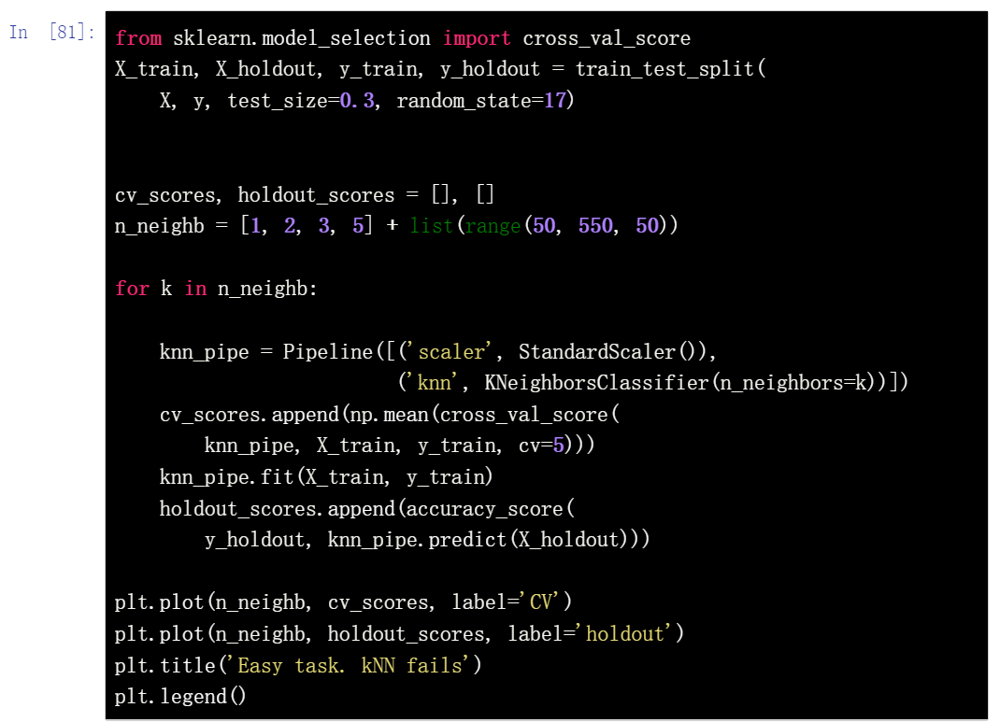 In [81]:
from sklearn.model_selection import cross_val_score
X_train, X_holdout, y_train, y_holdout = train_test_split(
    X, y, test_size=0.3, random_state=17)
cv_scores, holdout_scores = [], []
n_neighb = [1, 2, 3, 5] + list(range(50, 550, 50))
for k in n_neighb:
    knn_pipe = Pipeline([('scaler', StandardScaler()),
                         ('knn', KNeighborsClassifier(n_neighbors=k))])
    cv_scores.append(np.mean(cross_val_score(
        knn_pipe, X_train, y_train, cv=5)))
    knn_pipe.fit(X_train, y_train)
    holdout_scores.append(accuracy_score(
        y_holdout, knn_pipe.predict(X_holdout)))
plt.plot(n_neighb, cv_scores, label='CV')
plt.plot(n_neighb, holdout_scores, label='holdout')
plt.title('Easy task. kNN fails')
plt.legend()